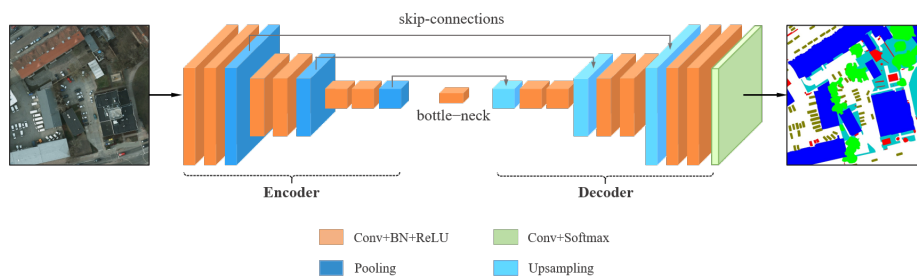 skip-connections
bottle−neck
Encoder
Decoder
Conv+BN+ReLU
Conv+Softmax
Pooling
Upsampling